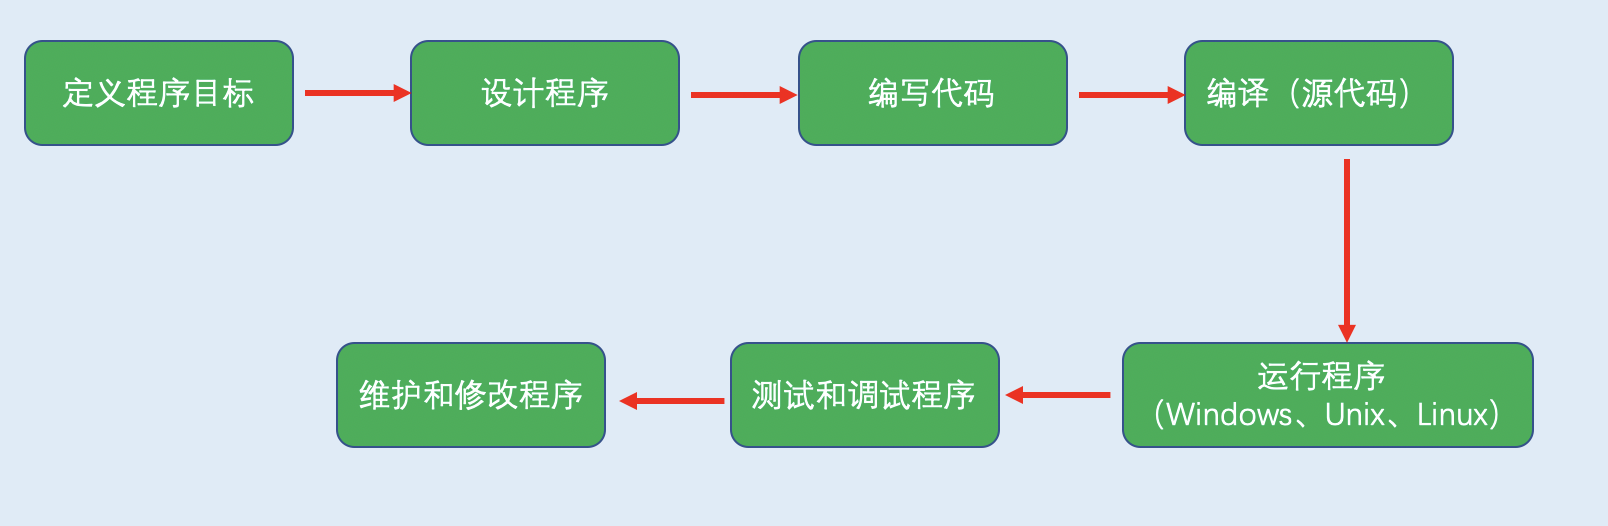 定义程序目标
设计程序
编写代码
编译（源代码）
运行程序
（Windows、Unix、Linux）
测试和调试程序
维护和修改程序